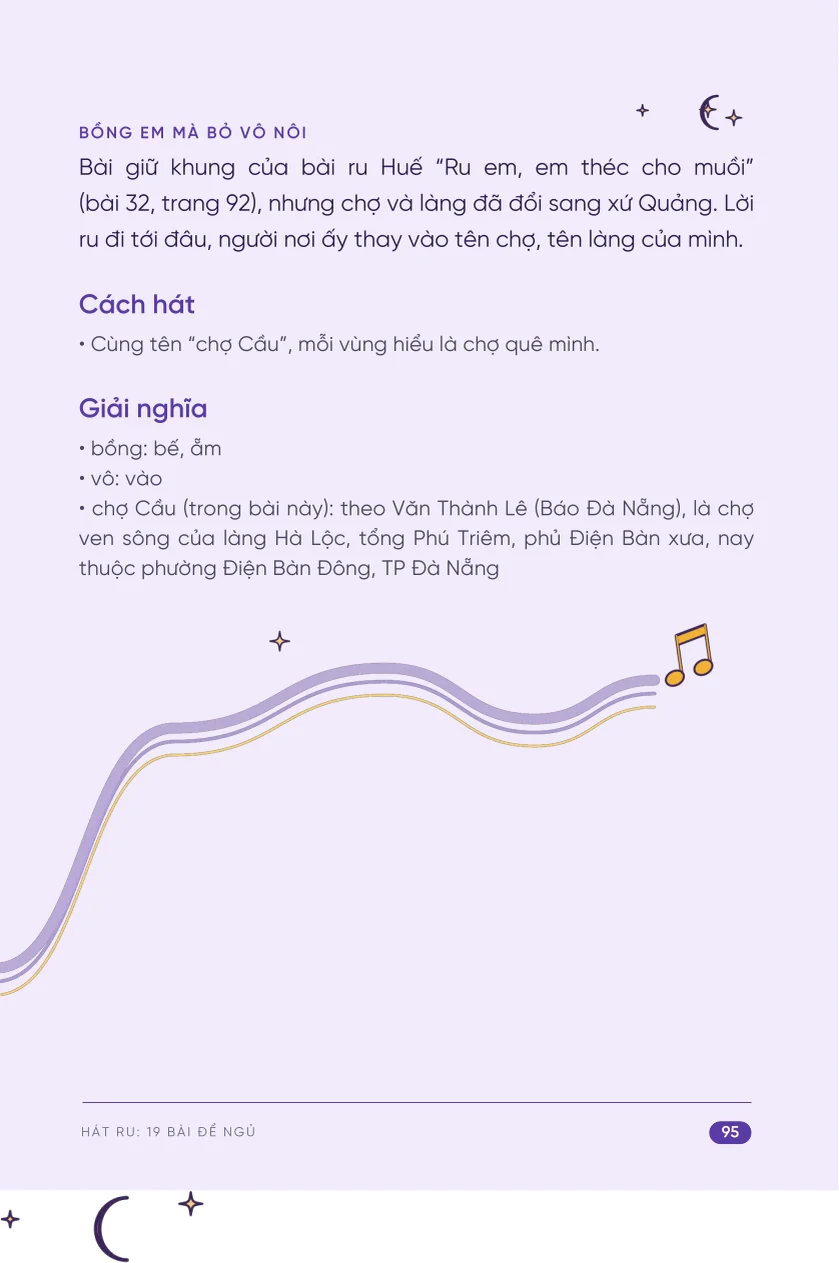 BỒNG EM MÀ BỎ VÔ NÔI
Bài giữ khung của bài ru Huế “Ru em, em théc cho muồi”
(bài 32, trang 92), nhưng chợ và làng đã đổi sang xứ Quảng. Lời
ru đi tới đâu, người nơi ấy thay vào tên chợ, tên làng của mình.
Cách hát
• Cùng tên “chợ Cầu”, mỗi vùng hiểu là chợ quê mình.
Giải nghĩa
• bồng: bế, ẵm
• vô: vào
• chợ Cầu (trong bài này): theo Văn Thành Lê (Báo Đà Nẵng), là chợ
ven sông của làng Hà Lộc, tổng Phú Triêm, phủ Điện Bàn xưa, nay
thuộc phường Điện Bàn Đông, TP Đà Nẵng
HÁT RU: 19 BÀI ĐỂ NGỦ
95